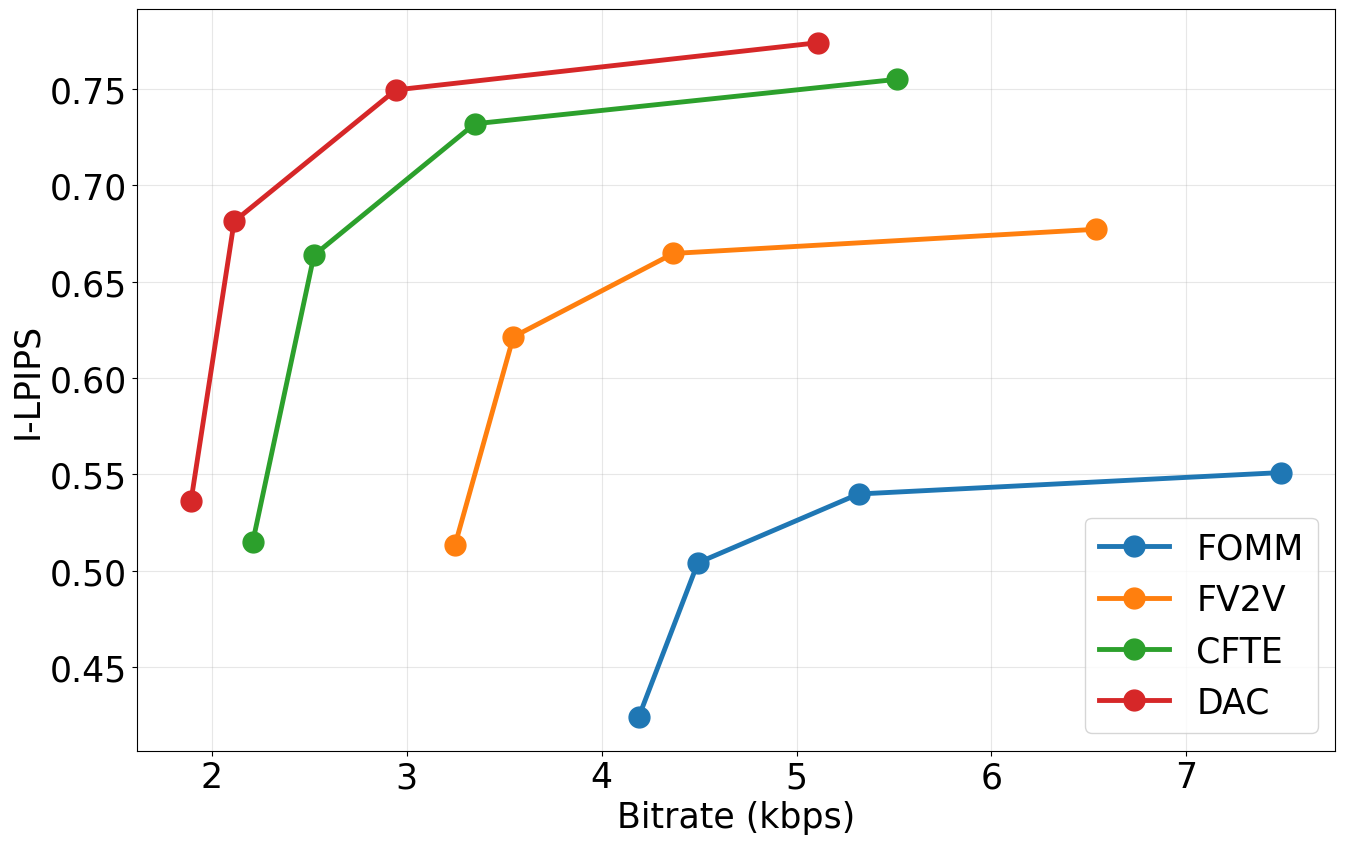 0.75
0.70
0.65
0.60
0.55
0.50
0.45
I-LPIPS
2 3 4 5 6 7
Bitrate (kbps)
FOMM
FV2V
CFTE
DAC